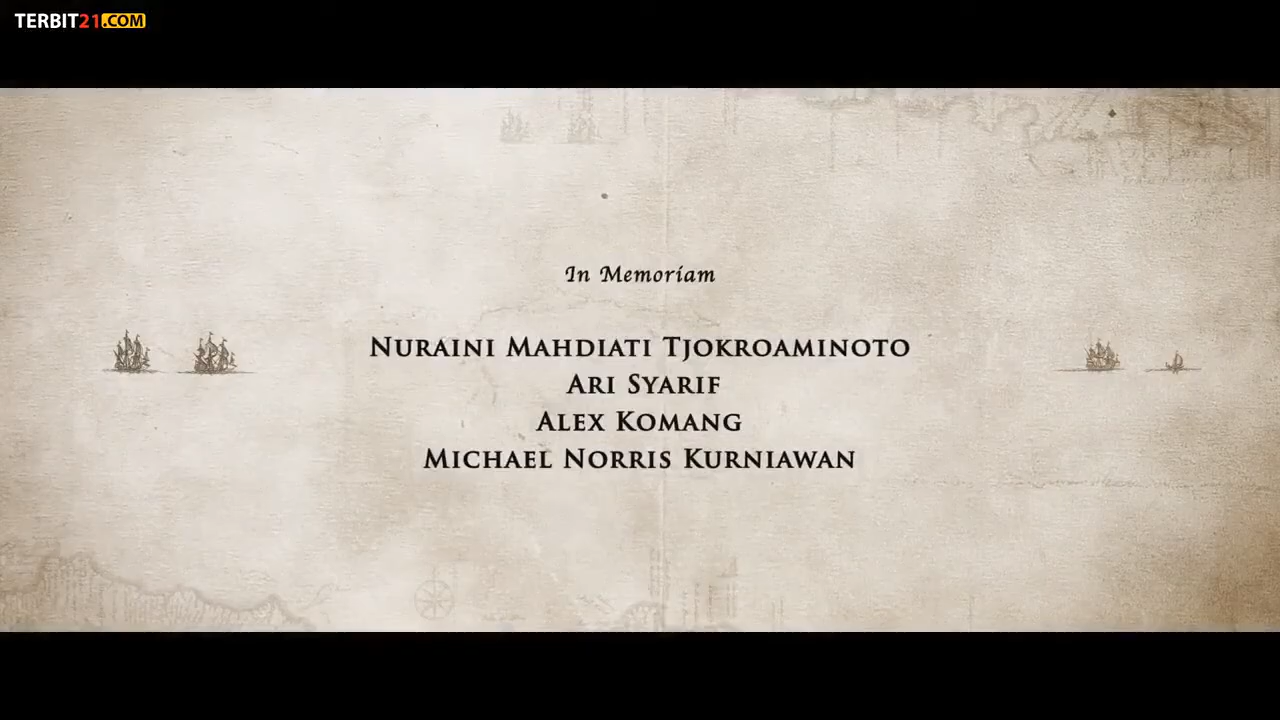 TERBIT21.COM
In Memoriam
NURAINI MAHDIATI TJOKROAMINOTO
ARI SYARIF
ALEX KOMANG
MICHAEL NORRIS KURNIAWAN